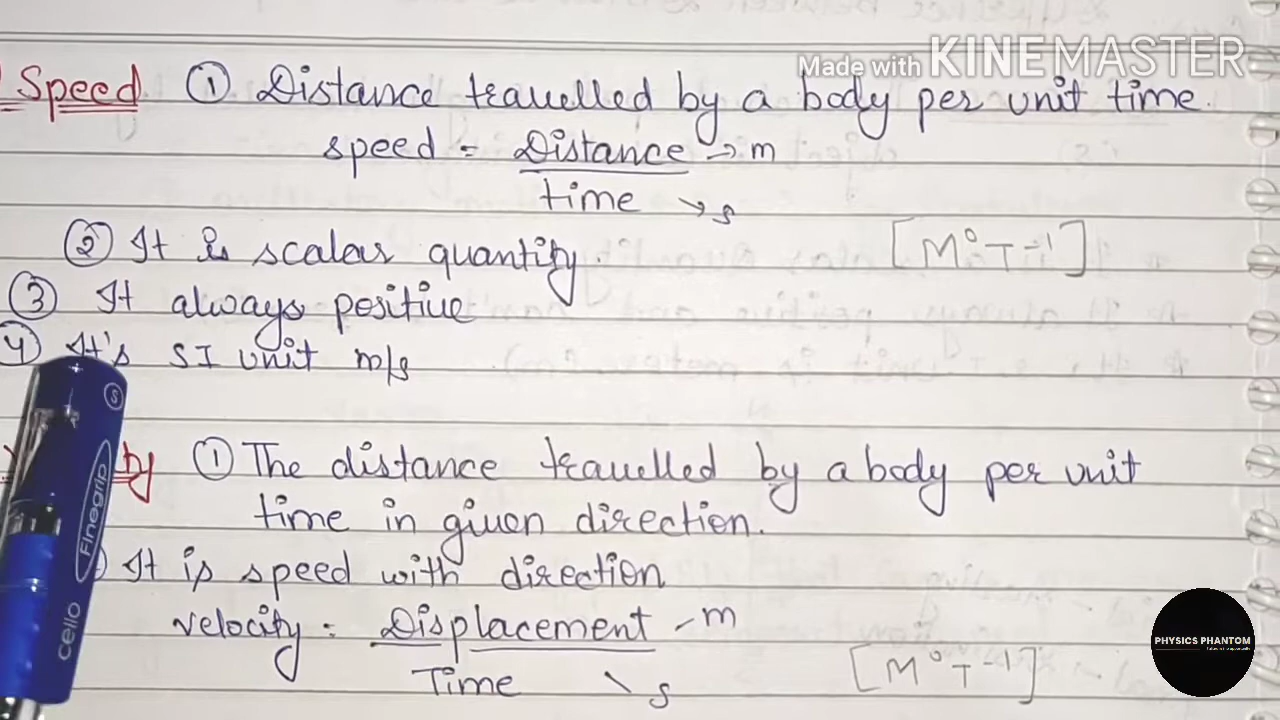 Made with KINEMASTER
Speed ① Distance travelled by a body per unit time.
speed = Distance → m
time → s
② It is scalar quantity. [M⁰T⁻¹]
③ It always positive
④ It's SI unit m/s
ty ① The distance travelled by a body per unit
time in given direction.
It is speed with direction
velocity = Displacement - m
Time \ s
[M⁰T⁻¹]
Finegrip
cello
PHYSICS PHANTOM